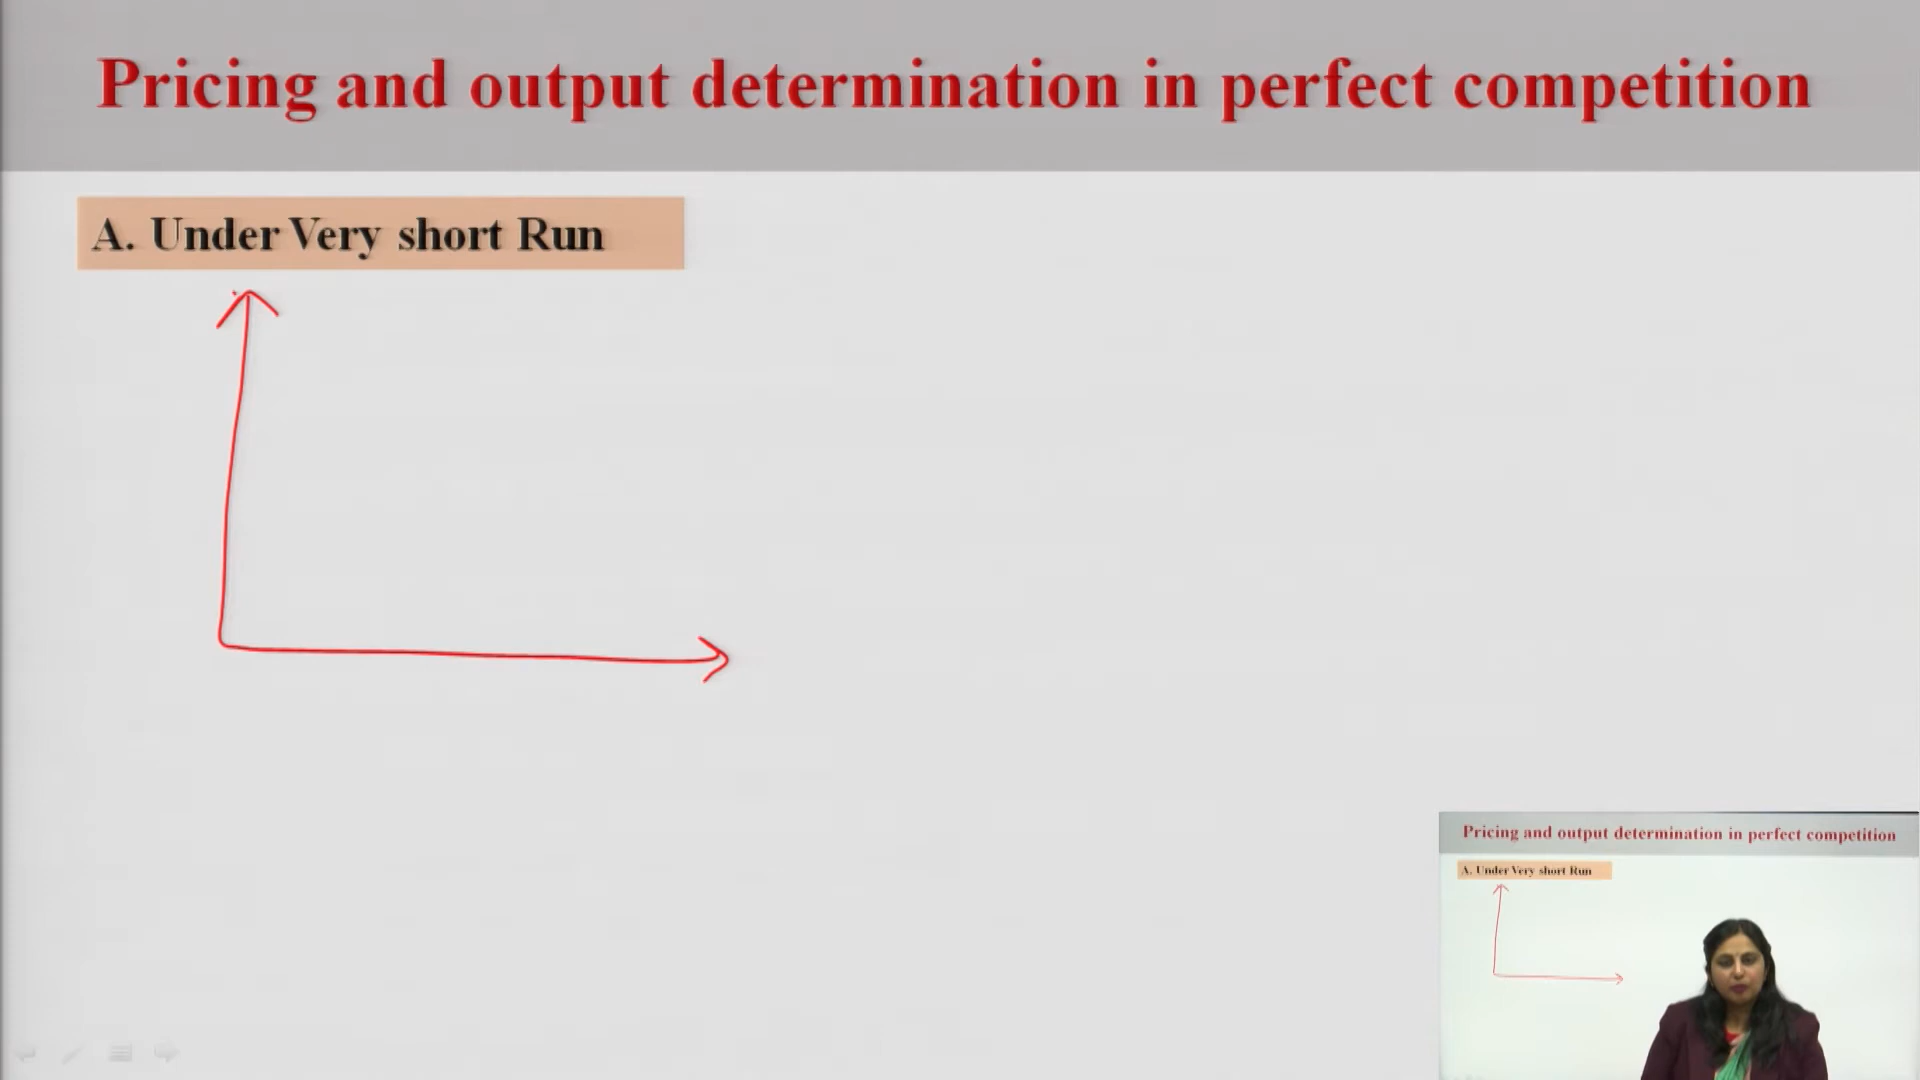 Pricing and output determination in perfect competition
A. Under Very short Run
Pricing and output determination in perfect competition
A. Under Very short Run